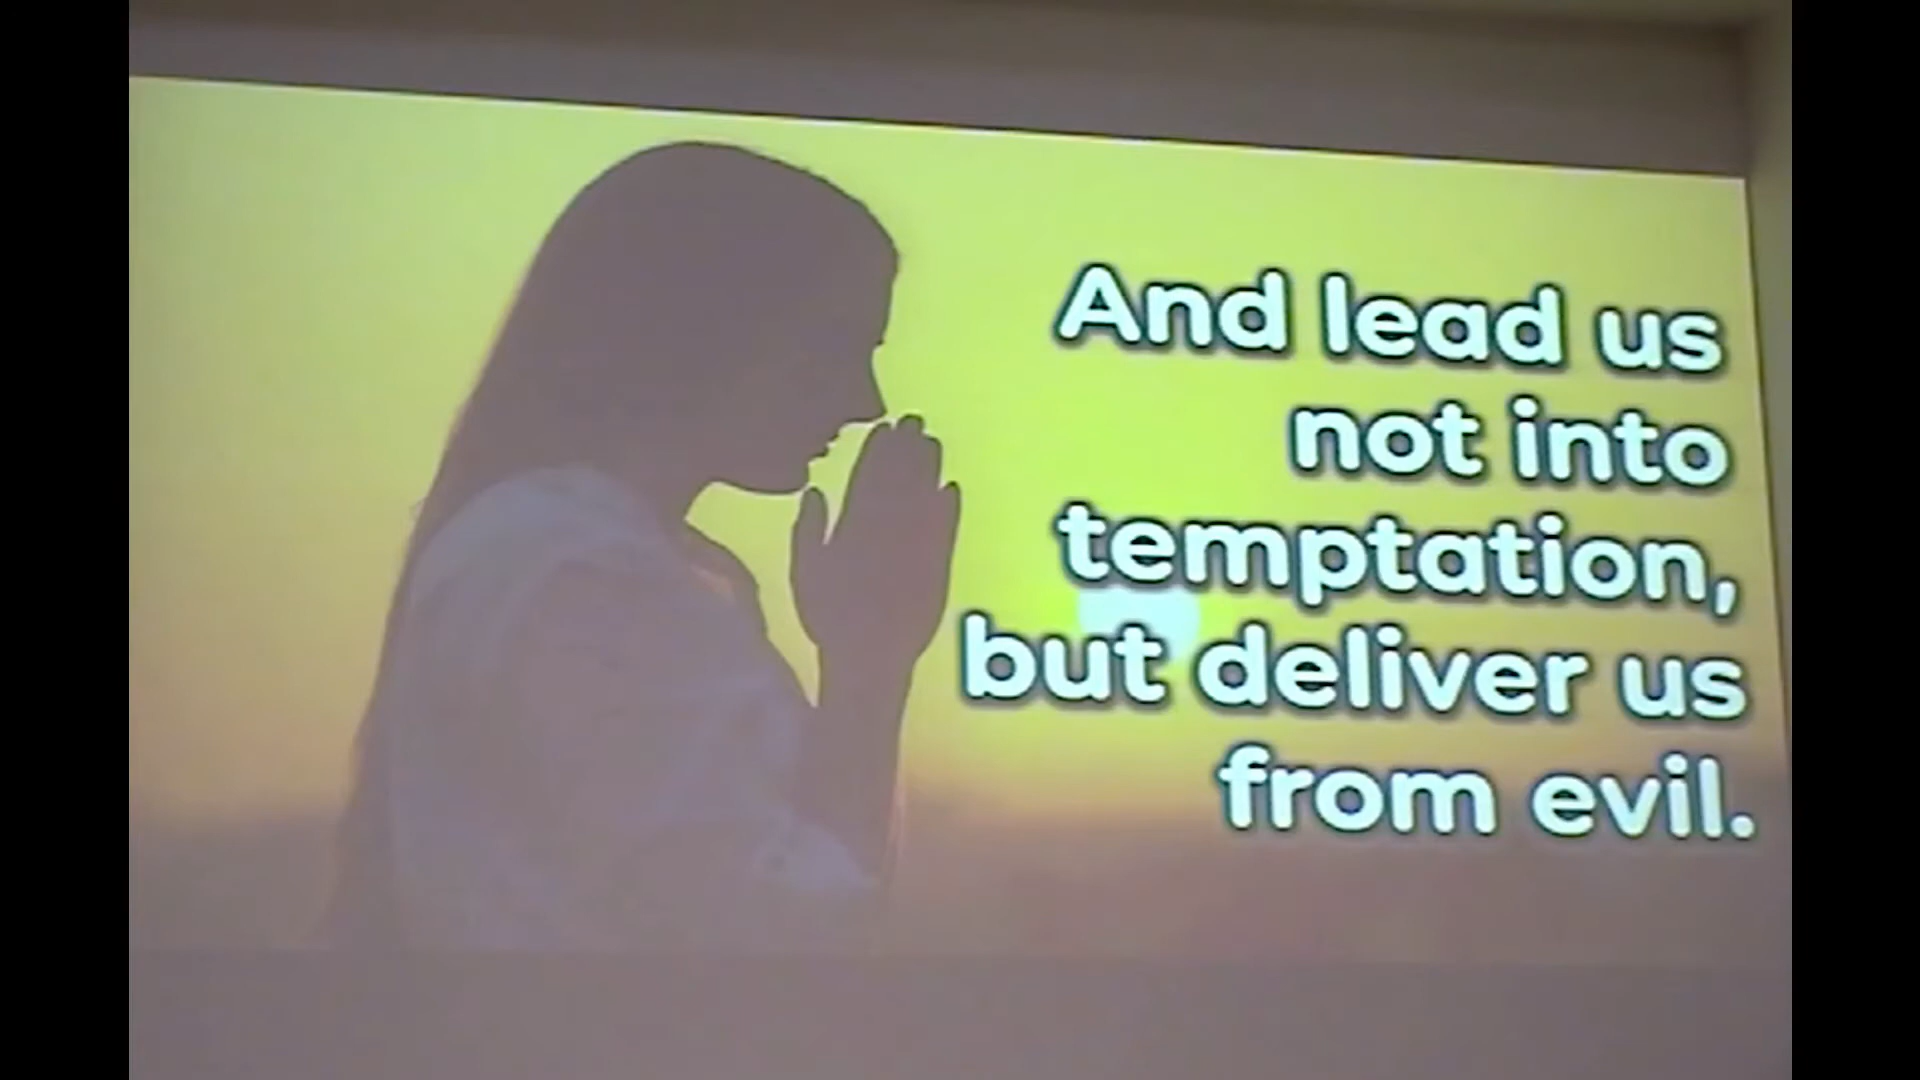 And lead us
not into
temptation,
but deliver us
from evil.